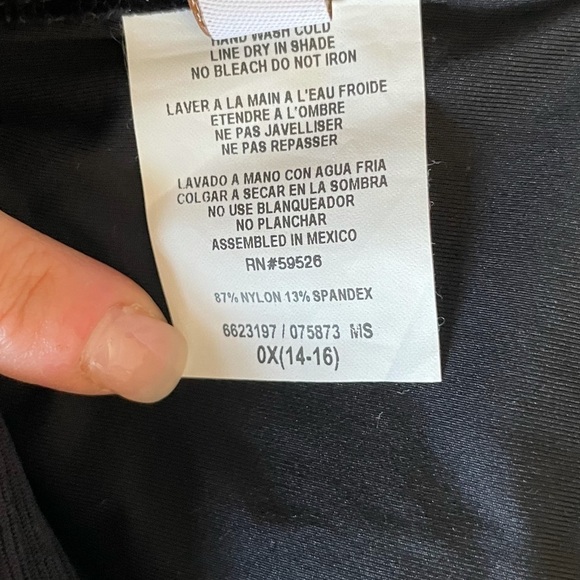 HAND WASH COLD
LINE DRY IN SHADE
NO BLEACH DO NOT IRON
LAVER A LA MAIN A L'EAU FROIDE
ETENDRE A L'OMBRE
NE PAS JAVELLISER
NE PAS REPASSER
LAVADO A MANO CON AGUA FRIA
COLGAR A SECAR EN LA SOMBRA
NO USE BLANQUEADOR
NO PLANCHAR
ASSEMBLED IN MEXICO
RN#59526
87% NYLON 13% SPANDEX
6623197 / 075873 MS
0X(14-16)